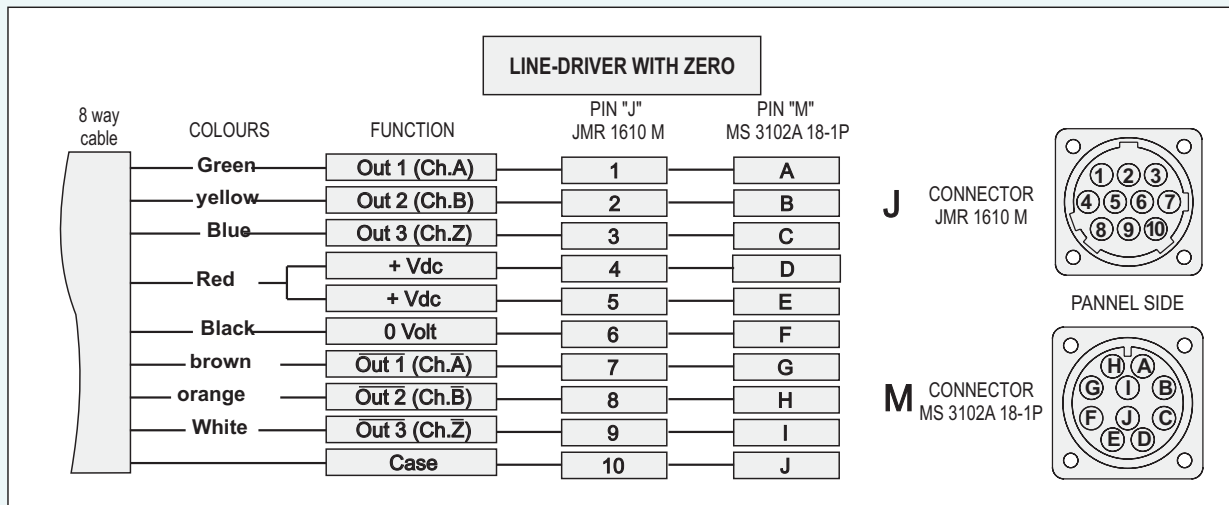 LINE-DRIVER WITH ZERO
8 way
cable
COLOURS
FUNCTION
PIN "J"
JMR 1610 M
PIN "M"
MS 3102A 18-1P
Green Out 1 (Ch.A) 1 A
yellow Out 2 (Ch.B) 2 B
Blue Out 3 (Ch.Z) 3 C
Red + Vdc 4 D
+ Vdc 5 E
Black 0 Volt 6 F
brown O̅u̅t̅ ̅1̅ (Ch.A̅) 7 G
orange O̅u̅t̅ ̅2̅ (Ch.B̅) 8 H
White O̅u̅t̅ ̅3̅ (Ch.Z̅) 9 I
Case 10 J
J CONNECTOR
JMR 1610 M
1 2 3
4 5 6 7
8 9 10
PANNEL SIDE
M CONNECTOR
MS 3102A 18-1P
H A
G I B
F J C
E D